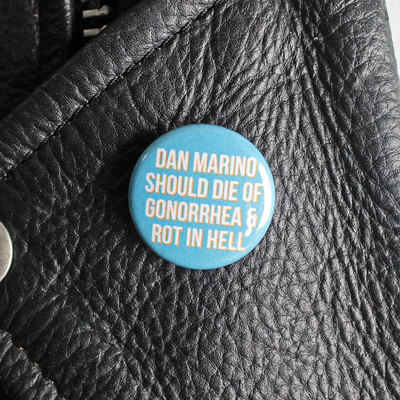 DAN MARINO
SHOULD DIE OF
GONORRHEA &
ROT IN HELL